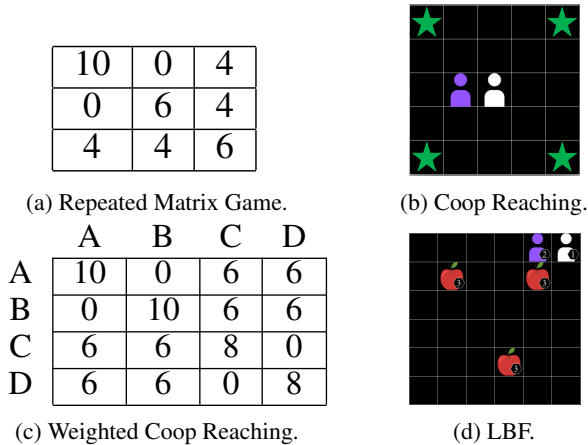 10 0 4
0 6 4
4 4 6
(a) Repeated Matrix Game.
(b) Coop Reaching.
A B C D
A 10 0 6 6
B 0 10 6 6
C 6 6 8 0
D 6 6 0 8
(c) Weighted Coop Reaching.
2 1
3 3
3
(d) LBF.